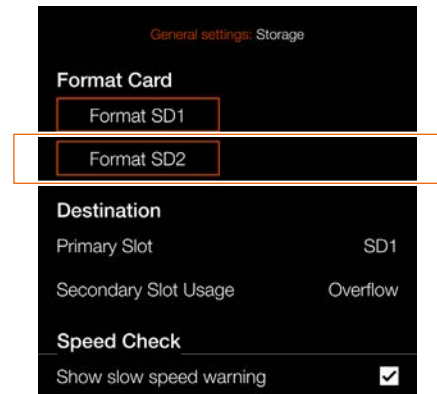 General settings: Storage
Format Card
Format SD1
Format SD2
Destination
Primary Slot SD1
Secondary Slot Usage Overflow
Speed Check
Show slow speed warning